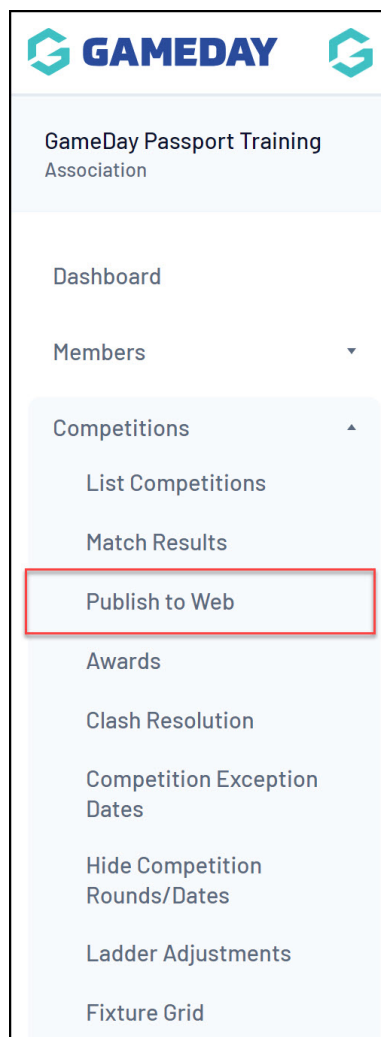 GAMEDAY
GameDay Passport Training
Association
Dashboard
Members
Competitions
List Competitions
Match Results
Publish to Web
Awards
Clash Resolution
Competition Exception
Dates
Hide Competition
Rounds/Dates
Ladder Adjustments
Fixture Grid